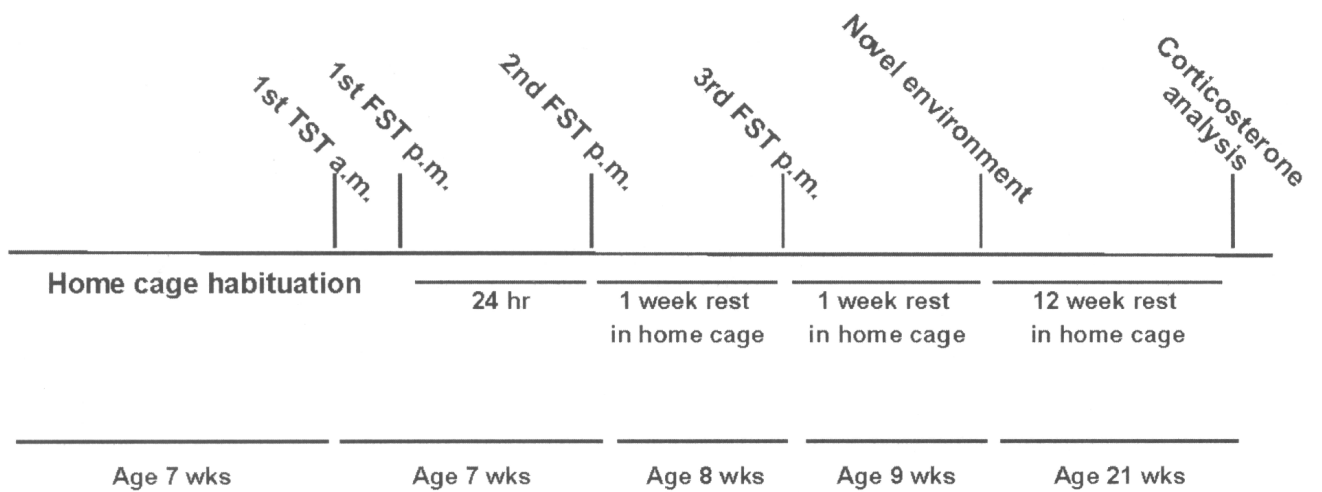 1st TST a.m.
1st FST p.m.
2nd FST p.m.
3rd FST p.m.
Novel environment
Corticosterone
analysis
Home cage habituation
24 hr
1 week rest
in home cage
1 week rest
in home cage
12 week rest
in home cage
Age 7 wks
Age 7 wks
Age 8 wks
Age 9 wks
Age 21 wks